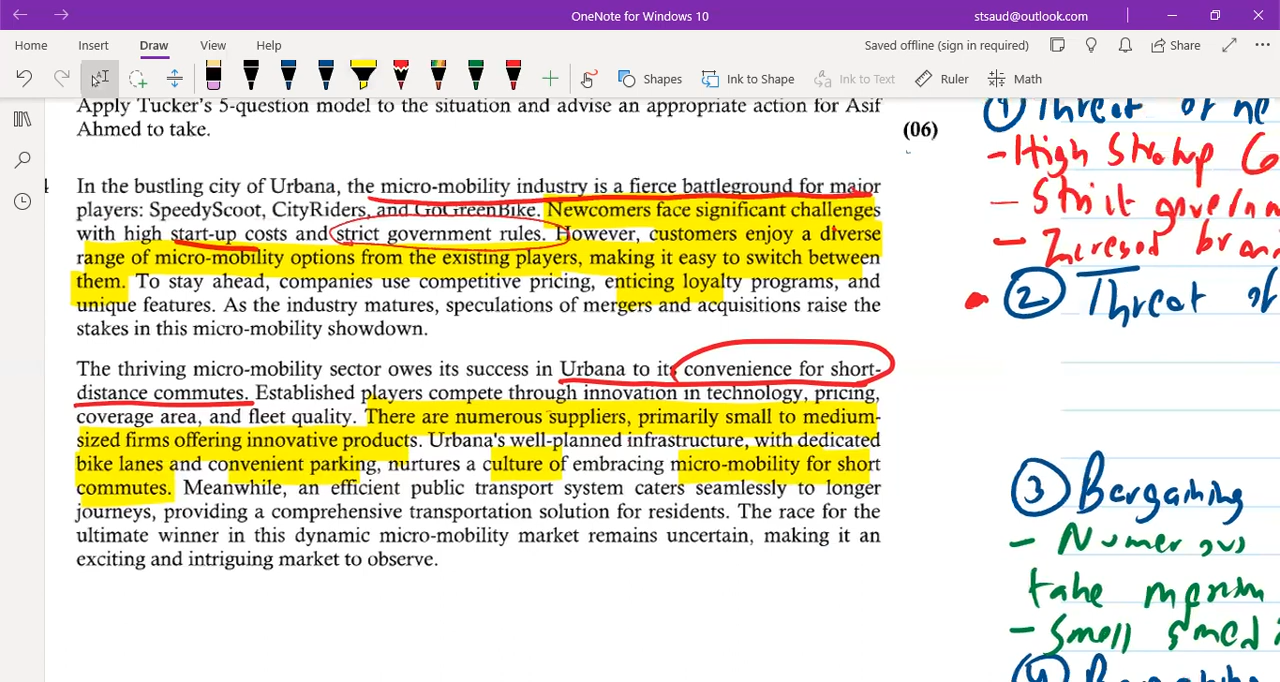 OneNote for Windows 10
stsaud@outlook.com
Home Insert Draw View Help
Saved offline (sign in required)
Share
Shapes
Ink to Shape
Ink to Text
Ruler
Math
Apply Tucker's 5-question model to the situation and advise an appropriate action for Asif
Ahmed to take.
(06)
In the bustling city of Urbana, the micro-mobility industry is a fierce battleground for major
players: SpeedyScoot, CityRiders, and GoGreenBike. Newcomers face significant challenges
with high start-up costs and strict government rules. However, customers enjoy a diverse
range of micro-mobility options from the existing players, making it easy to switch between
them. To stay ahead, companies use competitive pricing, enticing loyalty programs, and
unique features. As the industry matures, speculations of mergers and acquisitions raise the
stakes in this micro-mobility showdown.
The thriving micro-mobility sector owes its success in Urbana to its convenience for short-
distance commutes. Established players compete through innovation in technology, pricing,
coverage area, and fleet quality. There are numerous suppliers, primarily small to medium-
sized firms offering innovative products. Urbana's well-planned infrastructure, with dedicated
bike lanes and convenient parking, nurtures a culture of embracing micro-mobility for short
commutes. Meanwhile, an efficient public transport system caters seamlessly to longer
journeys, providing a comprehensive transportation solution for residents. The race for the
ultimate winner in this dynamic micro-mobility market remains uncertain, making it an
exciting and intriguing market to observe.
① Threat of
- High
- Strict
-
② Threat of
③ Bargaining
- Numerous
take
- Small
④